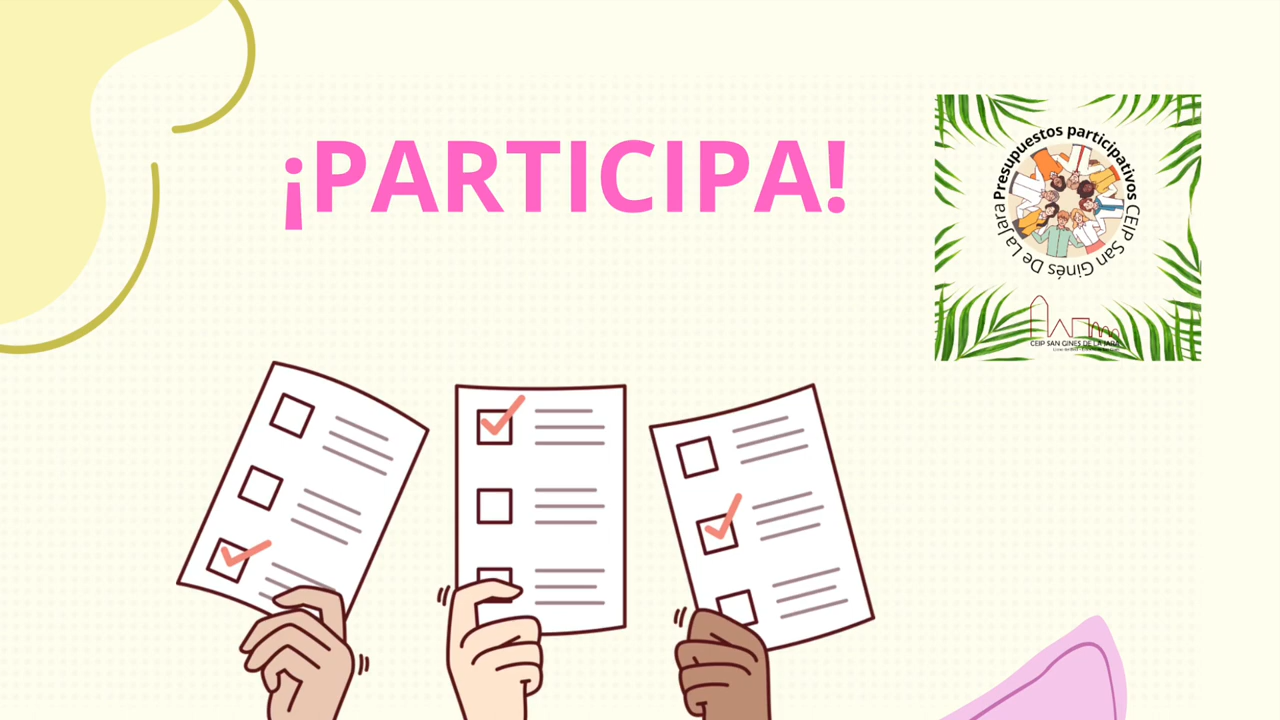 ¡PARTICIPA!
Presupuestos participativos CEIP San Ginés De La Jara
CEIP SAN GINES DE LA JARA